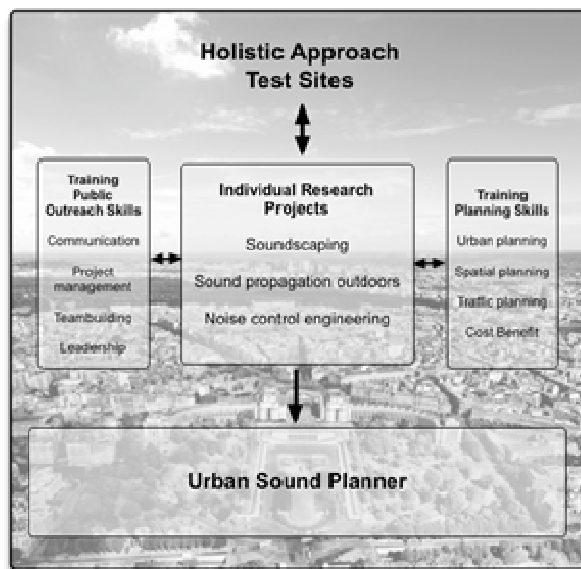 Holistic Approach
Test Sites
Training
Public
Outreach Skills
Communication
Project
management
Teambuilding
Leadership
Individual Research
Projects
Soundscaping
Sound propagation outdoors
Noise control engineering
Training
Planning Skills
Urban planning
Spatial planning
Traffic planning
Cost Benefit
Urban Sound Planner